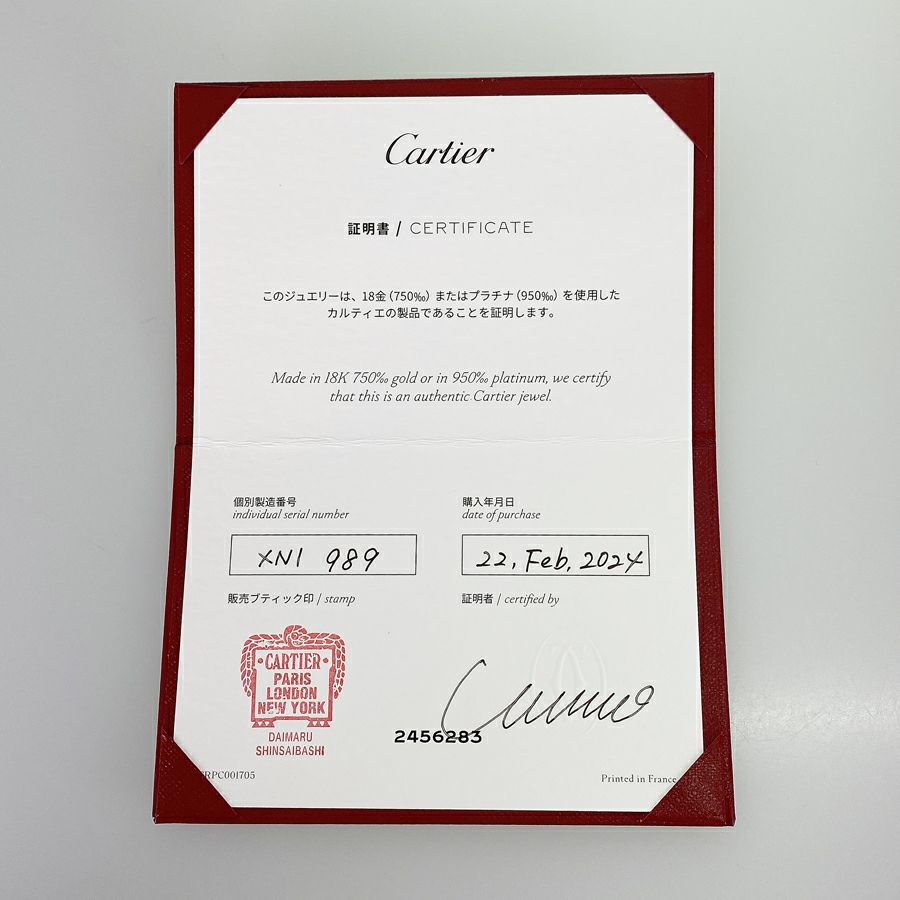 Cartier
証明書 / CERTIFICATE
このジュエリーは、18金（750‰）またはプラチナ（950‰）を使用した
カルティエの製品であることを証明します。
Made in 18K 750‰ gold or in 950‰ platinum, we certify
that this is an authentic Cartier jewel.
個別製造番号
individual serial number
XNI 989
購入年月日
date of purchase
22, Feb, 2024
販売ブティック印 / stamp
証明者 / certified by
CARTIER
PARIS
LONDON
NEW YORK
DAIMARU
SHINSAIBASHI
2456283
RPC001705
Printed in France